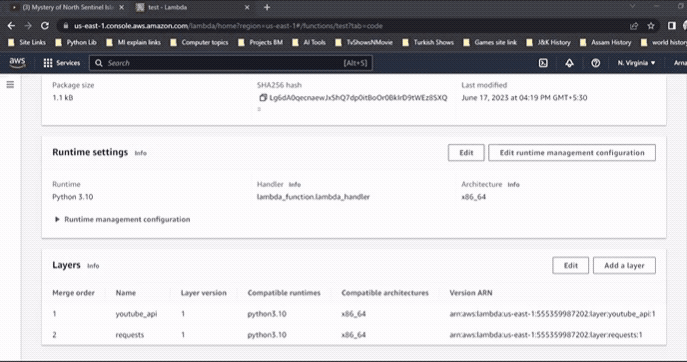 (3) Mystery of North Sentinel Isl
test - Lambda
us-east-1.console.aws.amazon.com/lambda/home?region=us-east-1#/functions/test?tab=code
Site Links Python Lib Ml explain links Computer topics Projects BM AI Tools TvShowsNMovie Turkish Shows Games site link J&K History Assam History world history
aws Services Search [Alt+S] N. Virginia Arna
Package size SHA256 hash Last modified
1.1 kB June 17, 2023 at 04:19 PM GMT+5:30
Runtime settings Info Edit Edit runtime management configuration
Runtime Handler Info Architecture Info
Python 3.10 lambda_function.lambda_handler x86_64
Runtime management configuration
Layers Info Edit Add a layer
Merge order Name Layer version Compatible runtimes Compatible architectures Version ARN
1 youtube_api 1 python3.10 x86_64 arn:aws:lambda:us-east-1:555359987202:layer:youtube_api:1
2 requests 1 python3.10 x86_64 arn:aws:lambda:us-east-1:555359987202:layer:requests:1